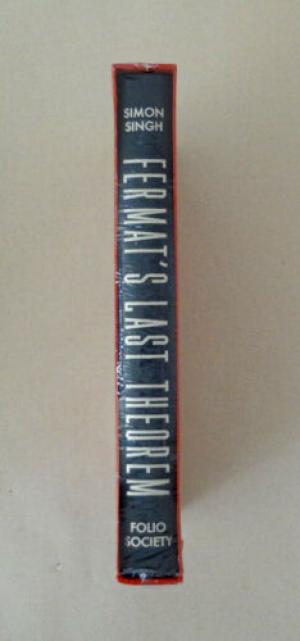 SIMON
SINGH
FERMAT'S LAST THEOREM
FOLIO
SOCIETY